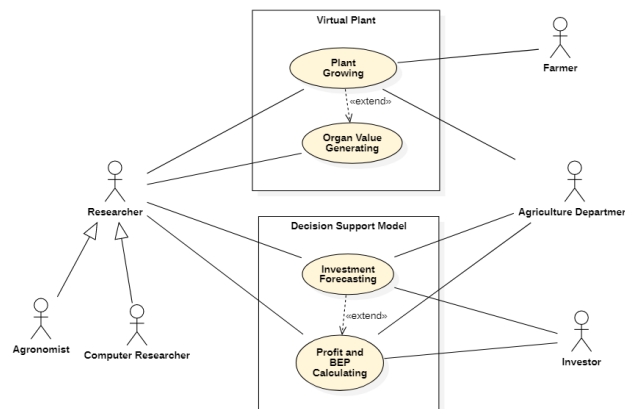 Virtual Plant
Plant
Growing
«extend»
Organ Value
Generating
Farmer
Researcher
Agriculture Departmer
Decision Support Model
Investment
Forecasting
«extend»
Profit and
BEP
Calculating
Agronomist
Computer Researcher
Investor